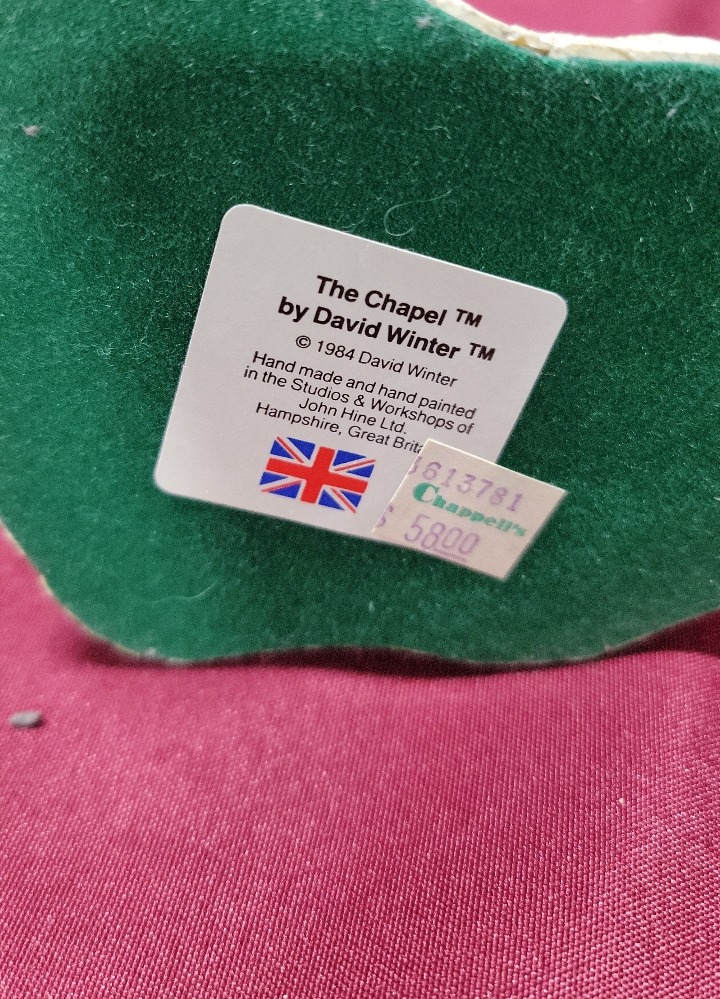 The Chapel ™
by David Winter ™
© 1984 David Winter
Hand made and hand painted
in the Studios & Workshops of
John Hine Ltd.
Hampshire, Great Brita
613781
Chappell's
5800